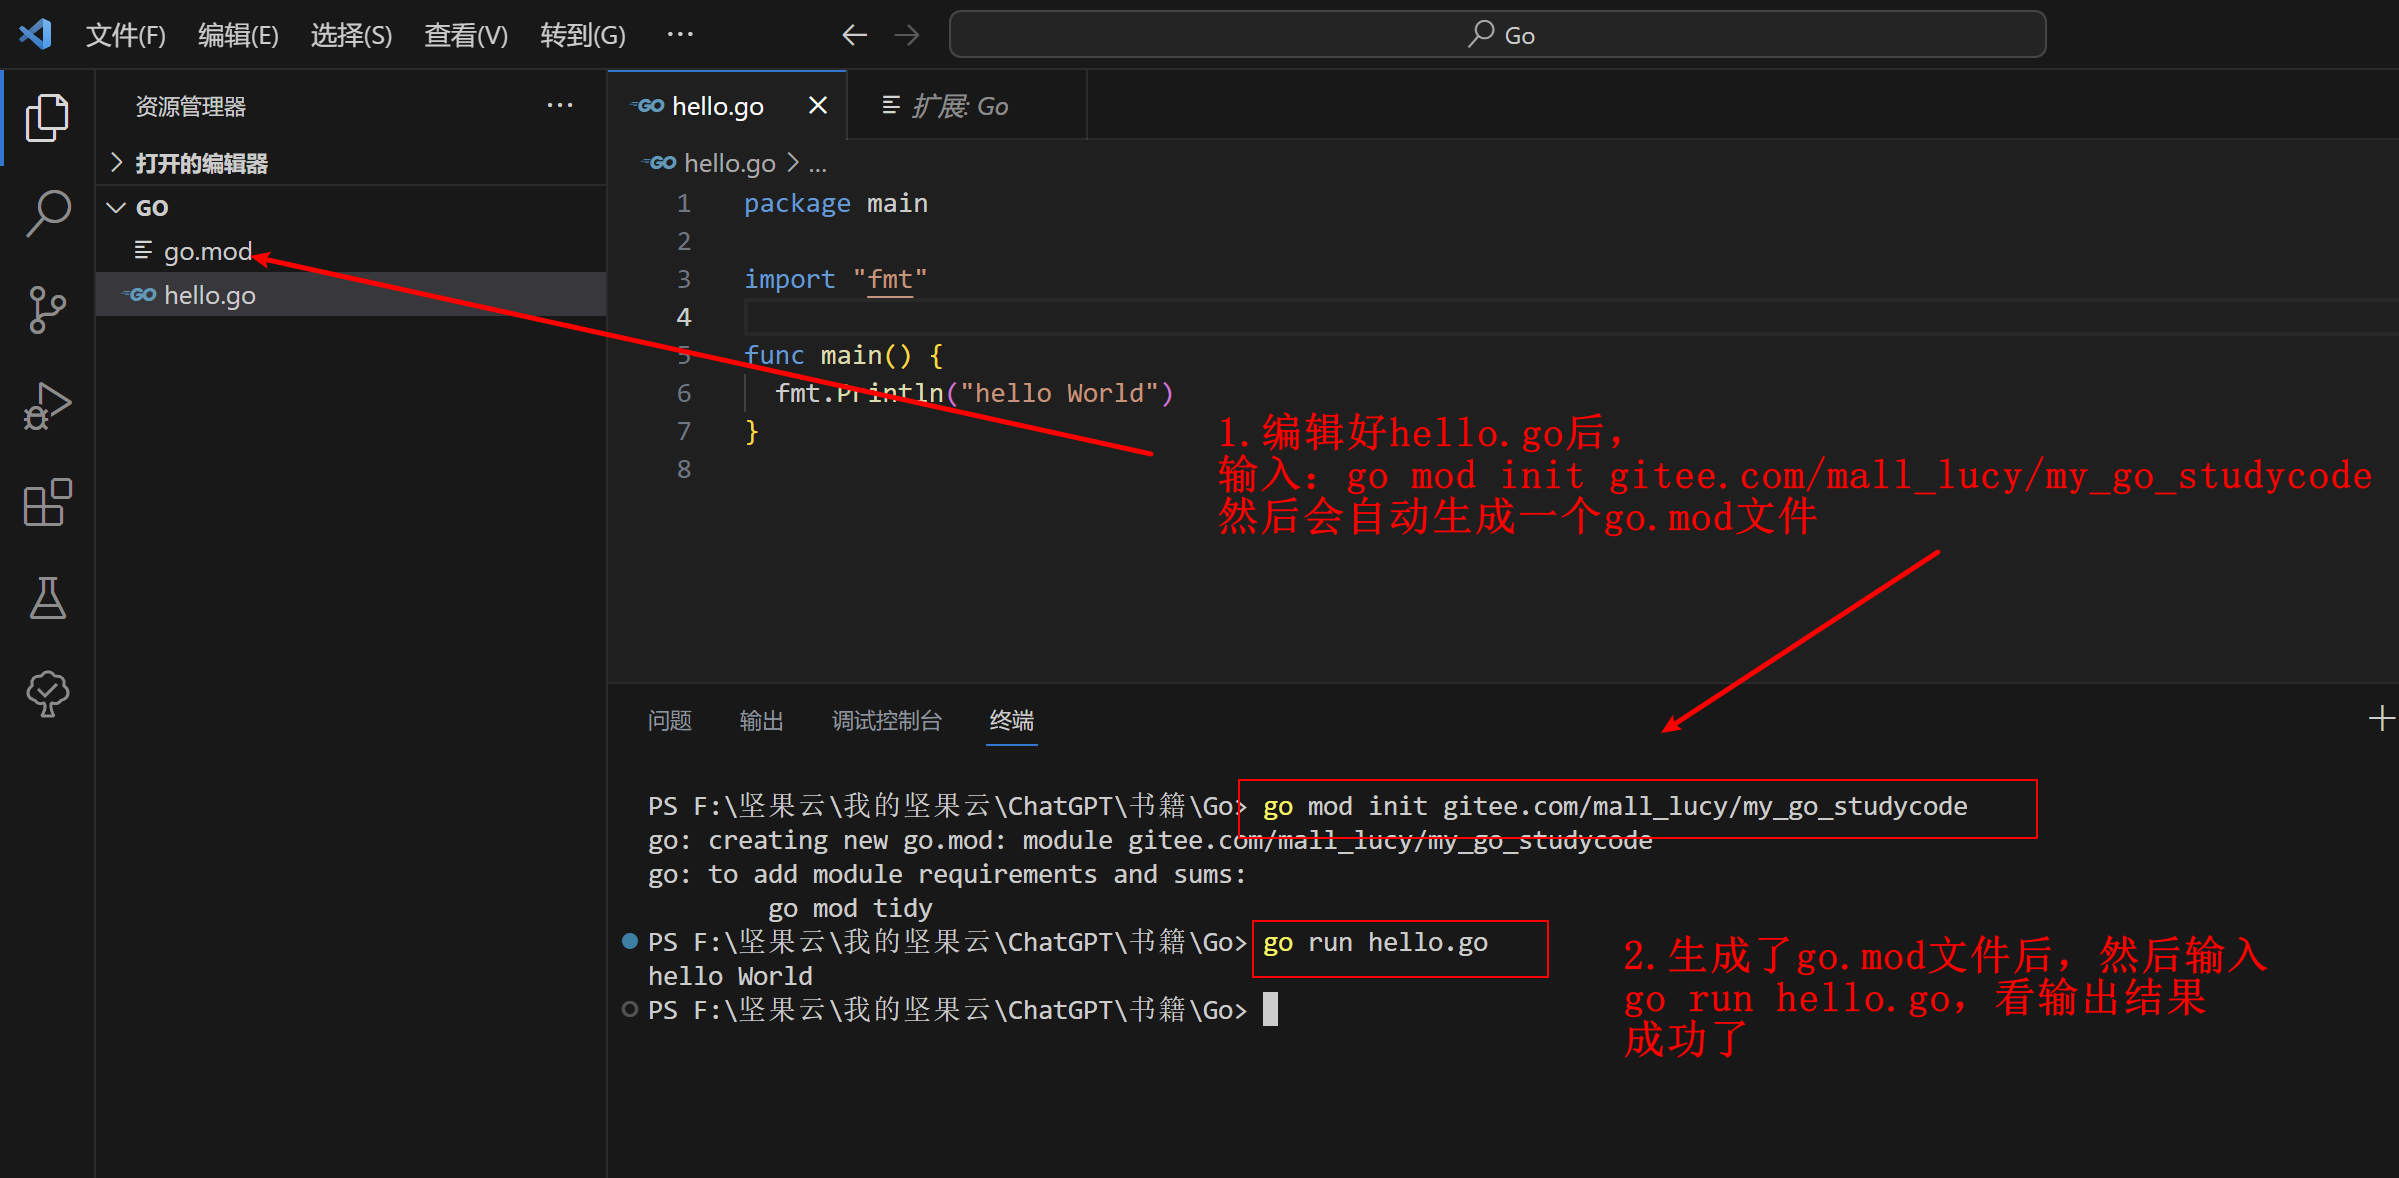 文件(F) 编辑(E) 选择(S) 查看(V) 转到(G) ··· Go
资源管理器 ···
打开的编辑器
GO
go.mod
GO hello.go
GO hello.go 扩展: Go
GO hello.go > ...
1 package main
2
3 import "fmt"
4
5 func main() {
6 fmt.Println("hello World")
7 }
8
1.编辑好hello.go后，
输入：go mod init gitee.com/mall_lucy/my_go_studycode
然后会自动生成一个go.mod文件
问题 输出 调试控制台 终端
PS F:\坚果云\我的坚果云\ChatGPT\书籍\Go> go mod init gitee.com/mall_lucy/my_go_studycode
go: creating new go.mod: module gitee.com/mall_lucy/my_go_studycode
go: to add module requirements and sums:
go mod tidy
PS F:\坚果云\我的坚果云\ChatGPT\书籍\Go> go run hello.go
hello World
PS F:\坚果云\我的坚果云\ChatGPT\书籍\Go>
2.生成了go.mod文件后，然后输入
go run hello.go，看输出结果
成功了